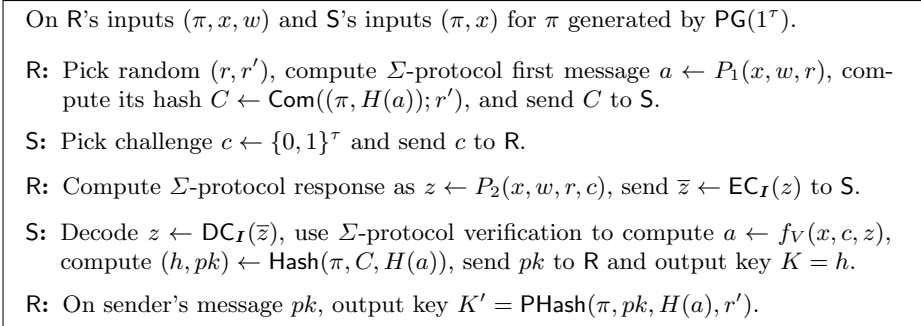 On R's inputs (π, x, w) and S's inputs (π, x) for π generated by PG(1^τ).
R: Pick random (r, r′), compute Σ-protocol first message a ← P₁(x, w, r), com-
pute its hash C ← Com((π, H(a)); r′), and send C to S.
S: Pick challenge c ← {0, 1}^τ and send c to R.
R: Compute Σ-protocol response as z ← P₂(x, w, r, c), send z̅ ← EC_I(z) to S.
S: Decode z ← DC_I(z̅), use Σ-protocol verification to compute a ← f_V(x, c, z),
compute (h, pk) ← Hash(π, C, H(a)), send pk to R and output key K = h.
R: On sender's message pk, output key K′ = PHash(π, pk, H(a), r′).